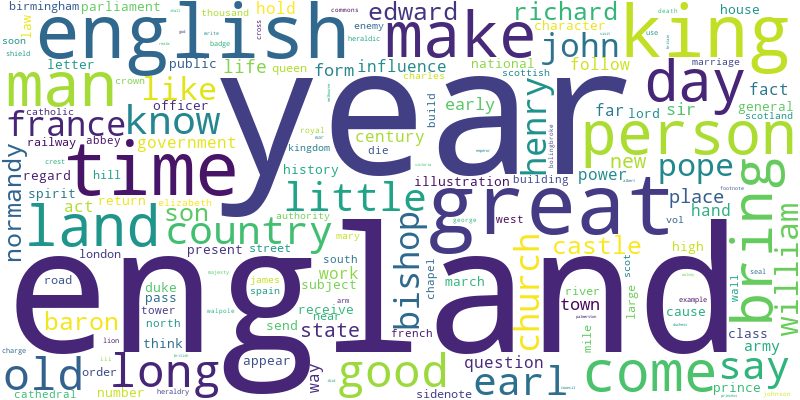 birmingham parliament thousand hold edward richard commons house death
law english make john king
soon public badge cross enemy character heraldic use
shield letter life queen form influence national follow marriage
crown charles scottish
man like officer year day fact
catholic know early henry sir general
france government build far lord scotland
railway abbey century die royal person
regard hill time kingdom bolingbroke new
crest history illustration building power pope
normandy spirit return elizabeth little great place
act son authority hand bring william
land country mary george west vol
present street bishop church castle high
london south work chapel march
road duke james subject river scot wall seal
pass spain receive town large
baron tower north near french mile cause example
england state class
think send arm question army
charge lion appear way come say
old order long good earl prince
cathedral number heraldry sidenote johnson
footnote
majesty
walpole
palmerston
iii